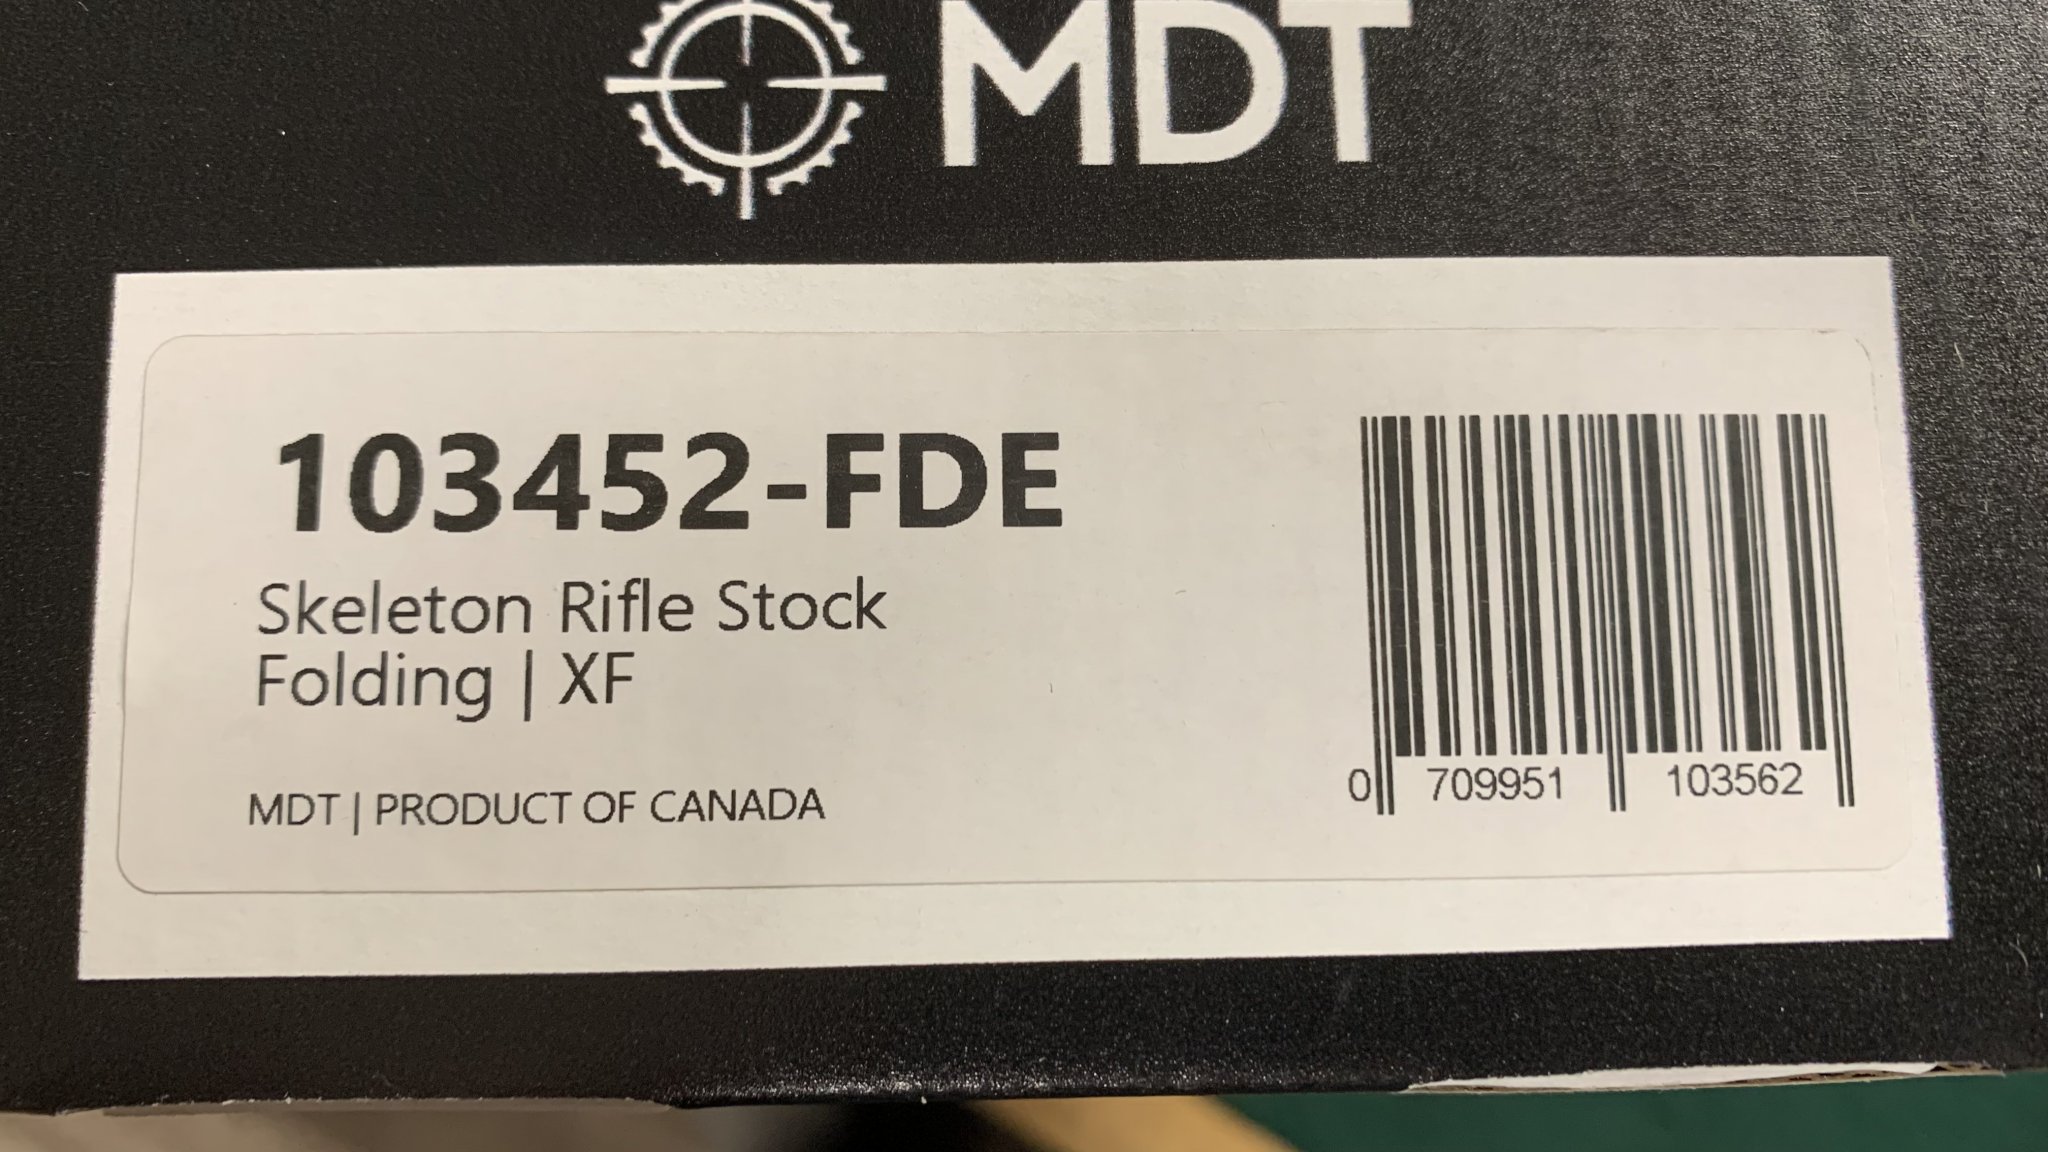 MDT
103452-FDE
Skeleton Rifle Stock
Folding | XF
MDT | PRODUCT OF CANADA
0 709951 103562